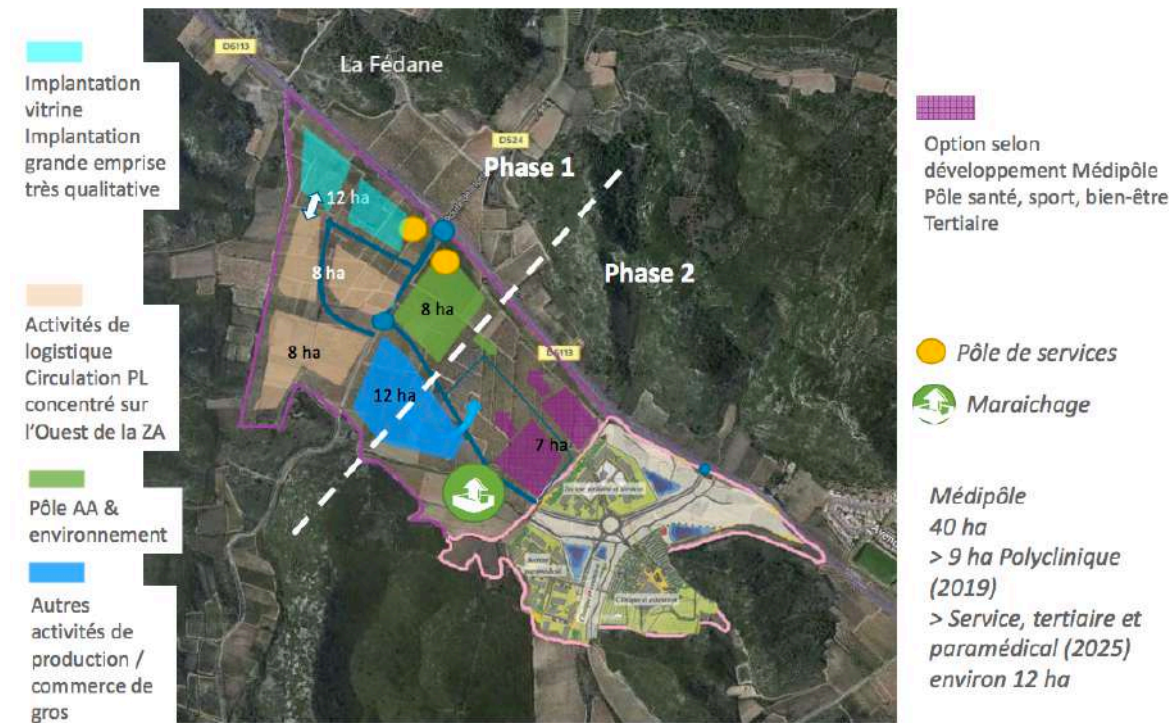 Implantation
vitrine
Implantation
grande emprise
très qualitative
Activités de
logistique
Circulation PL
concentré sur
l'Ouest de la ZA
Pôle AA &
environnement
Autres
activités de
production /
commerce de
gros
D6113
La Fédane
D524
Phase 1
12 ha
Phase 2
8 ha
8 ha
D6113
8 ha
12 ha
7 ha
Option selon
développement Médipôle
Pôle santé, sport, bien-être
Tertiaire
Pôle de services
Maraichage
Médipôle
40 ha
> 9 ha Polyclinique
(2019)
> Service, tertiaire et
paramédical (2025)
environ 12 ha